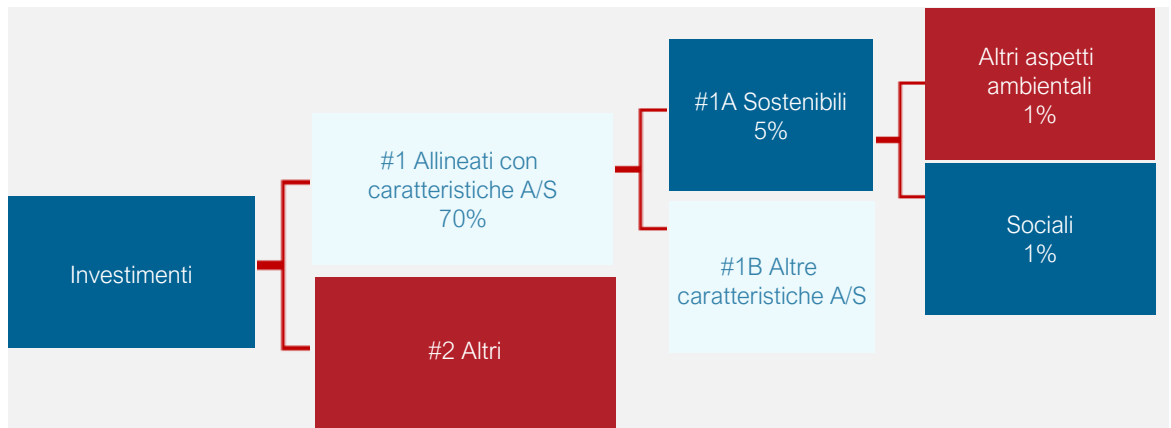 Investimenti
#1 Allineati con
caratteristiche A/S
70%
#2 Altri
#1A Sostenibili
5%
#1B Altre
caratteristiche A/S
Altri aspetti
ambientali
1%
Sociali
1%